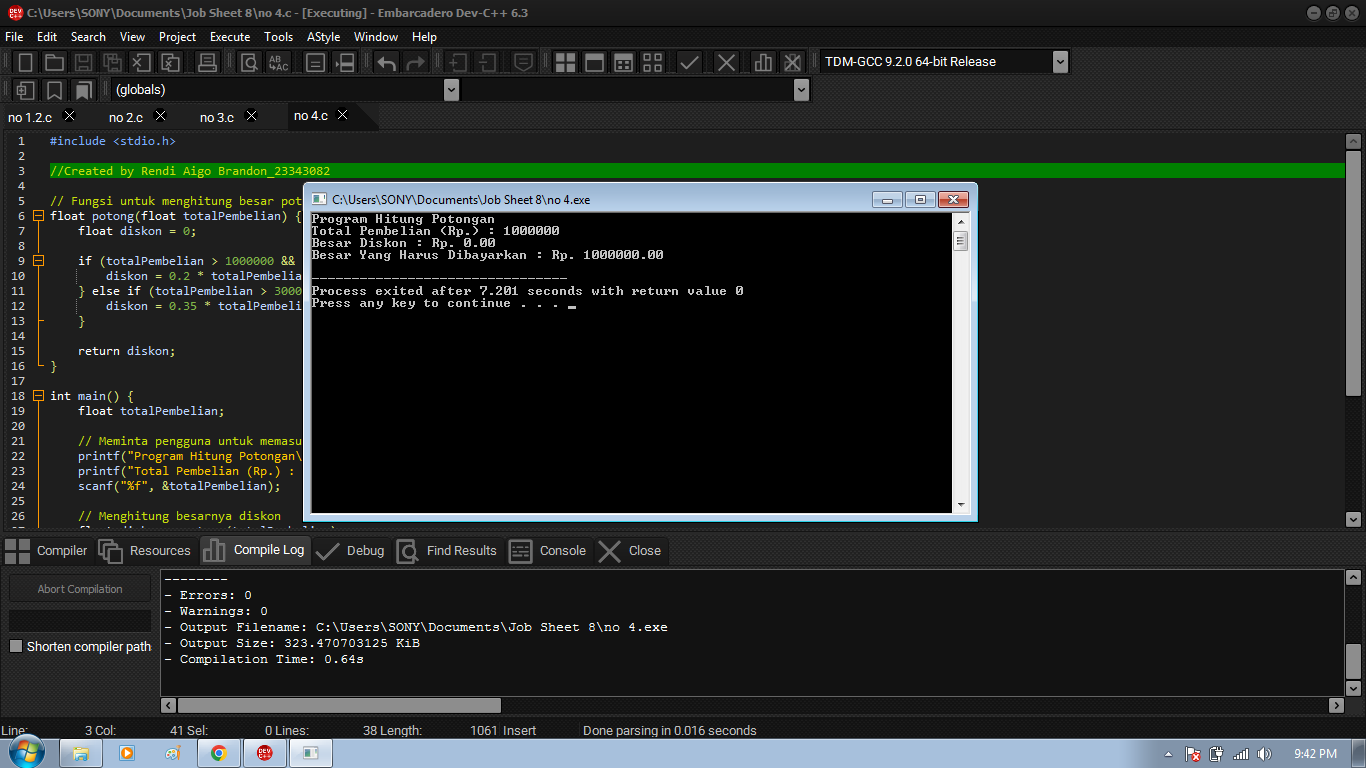 C:\Users\SONY\Documents\Job Sheet 8\no 4.c - [Executing] - Embarcadero Dev-C++ 6.3
File Edit Search View Project Execute Tools AStyle Window Help
TDM-GCC 9.2.0 64-bit Release
(globals)
no 1.2.c no 2.c no 3.c no 4.c
1 #include <stdio.h>
2
3 //Created by Rendi Aigo Brandon_23343082
4
5 // Fungsi untuk menghitung besar pot
6 float potong(float totalPembelian) {
7 float diskon = 0;
8
9 if (totalPembelian > 1000000 &&
10 diskon = 0.2 * totalPembelia
11 } else if (totalPembelian > 3000
12 diskon = 0.35 * totalPembeli
13 }
14
15 return diskon;
16 }
17
18 int main() {
19 float totalPembelian;
20
21 // Meminta pengguna untuk memasu
22 printf("Program Hitung Potongan\
23 printf("Total Pembelian (Rp.) :
24 scanf("%f", &totalPembelian);
25
26 // Menghitung besarnya diskon
C:\Users\SONY\Documents\Job Sheet 8\no 4.exe
Program Hitung Potongan
Total Pembelian (Rp.) : 1000000
Besar Diskon : Rp. 0.00
Besar Yang Harus Dibayarkan : Rp. 1000000.00
--------------------------------
Process exited after 7.201 seconds with return value 0
Press any key to continue . . . _
Compiler Resources Compile Log Debug Find Results Console Close
Abort Compilation
Shorten compiler path
--------
- Errors: 0
- Warnings: 0
- Output Filename: C:\Users\SONY\Documents\Job Sheet 8\no 4.exe
- Output Size: 323.470703125 KiB
- Compilation Time: 0.64s
Line: 3 Col: 41 Sel: 0 Lines: 38 Length: 1061 Insert Done parsing in 0.016 seconds
DEV C++
9:42 PM